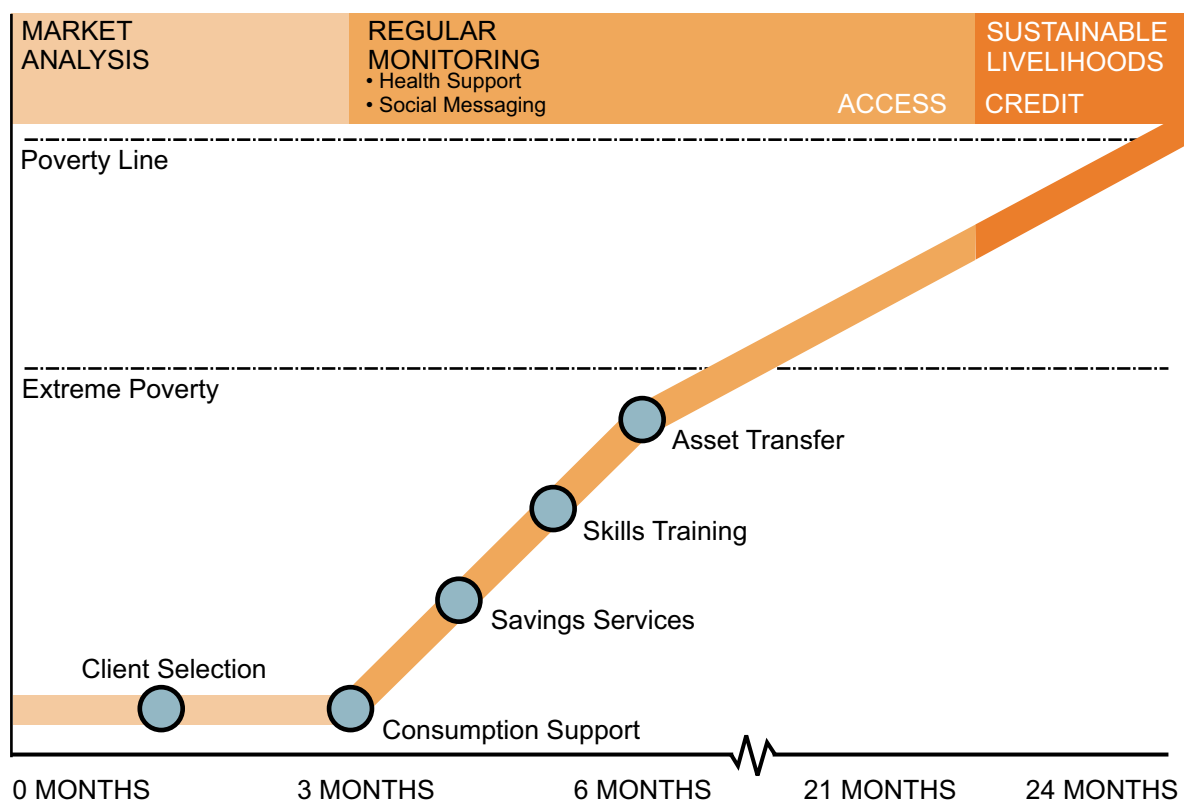 MARKET
ANALYSIS
REGULAR
MONITORING
• Health Support
• Social Messaging
SUSTAINABLE
LIVELIHOODS
ACCESS CREDIT
Poverty Line
Extreme Poverty
Asset Transfer
Skills Training
Savings Services
Client Selection
Consumption Support
0 MONTHS 3 MONTHS 6 MONTHS 21 MONTHS 24 MONTHS